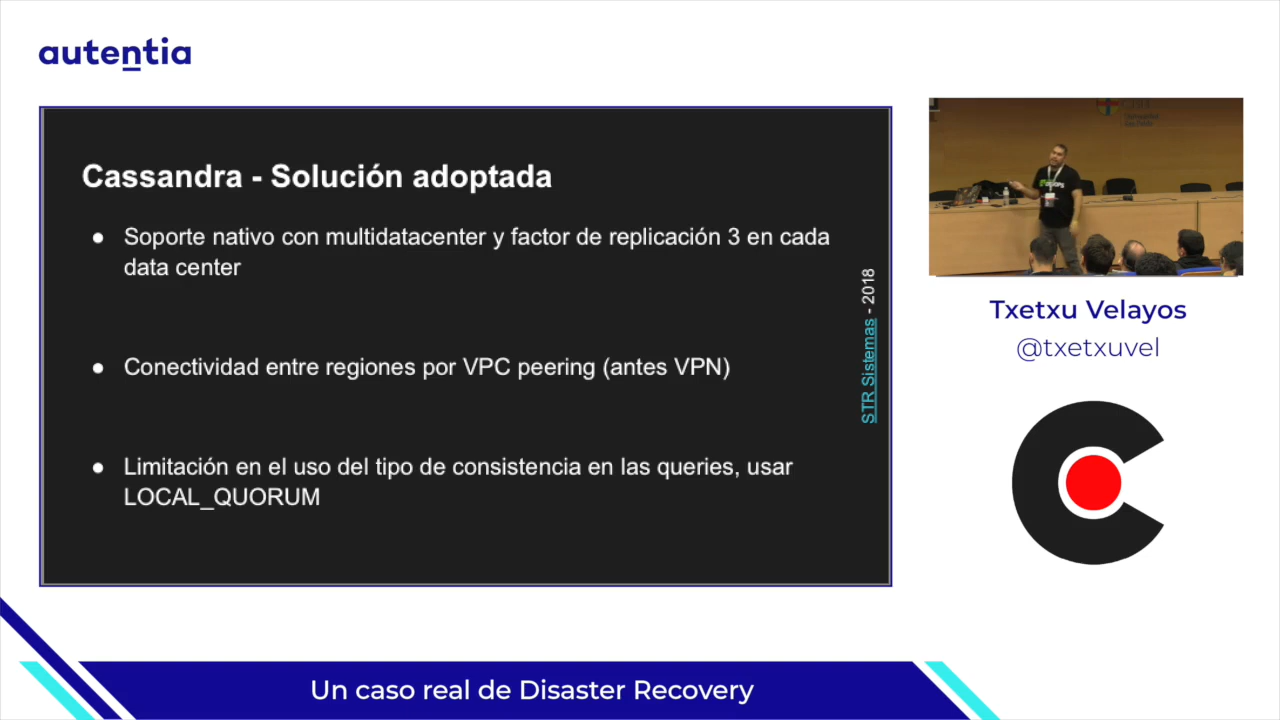 autentia
Cassandra - Solución adoptada
● Soporte nativo con multidatacenter y factor de replicación 3 en cada
data center
● Conectividad entre regiones por VPC peering (antes VPN)
● Limitación en el uso del tipo de consistencia en las queries, usar
LOCAL_QUORUM
STR Sistemas - 2018
Txetxu Velayos
@txetxuvel
Un caso real de Disaster Recovery